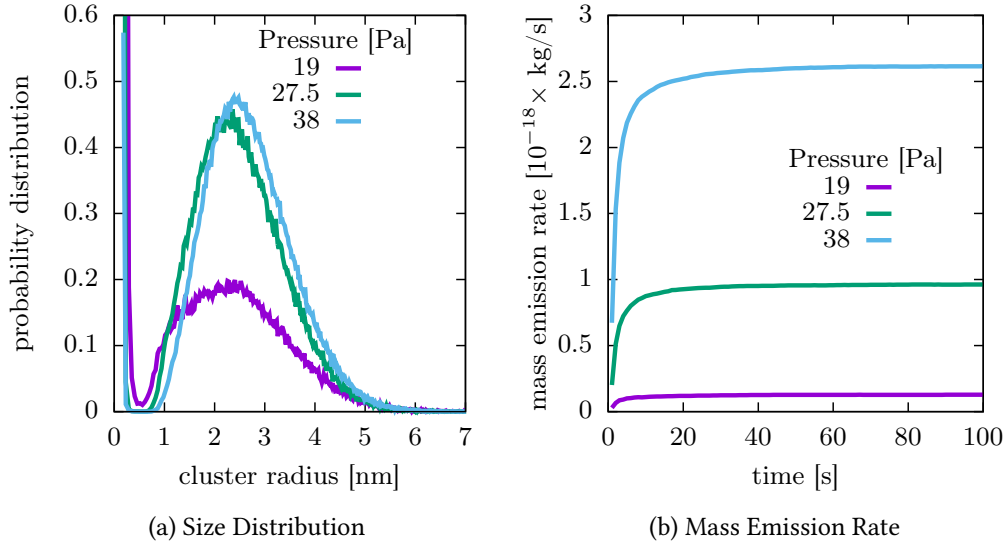 0.6
0.5
0.4
0.3
0.2
0.1
0
probability distribution
Pressure [Pa]
19
27.5
38
0 1 2 3 4 5 6 7
cluster radius [nm]
(a) Size Distribution
3
2.5
2
1.5
1
0.5
0
mass emission rate [10⁻¹⁸× kg/s]
Pressure [Pa]
19
27.5
38
0 20 40 60 80 100
time [s]
(b) Mass Emission Rate